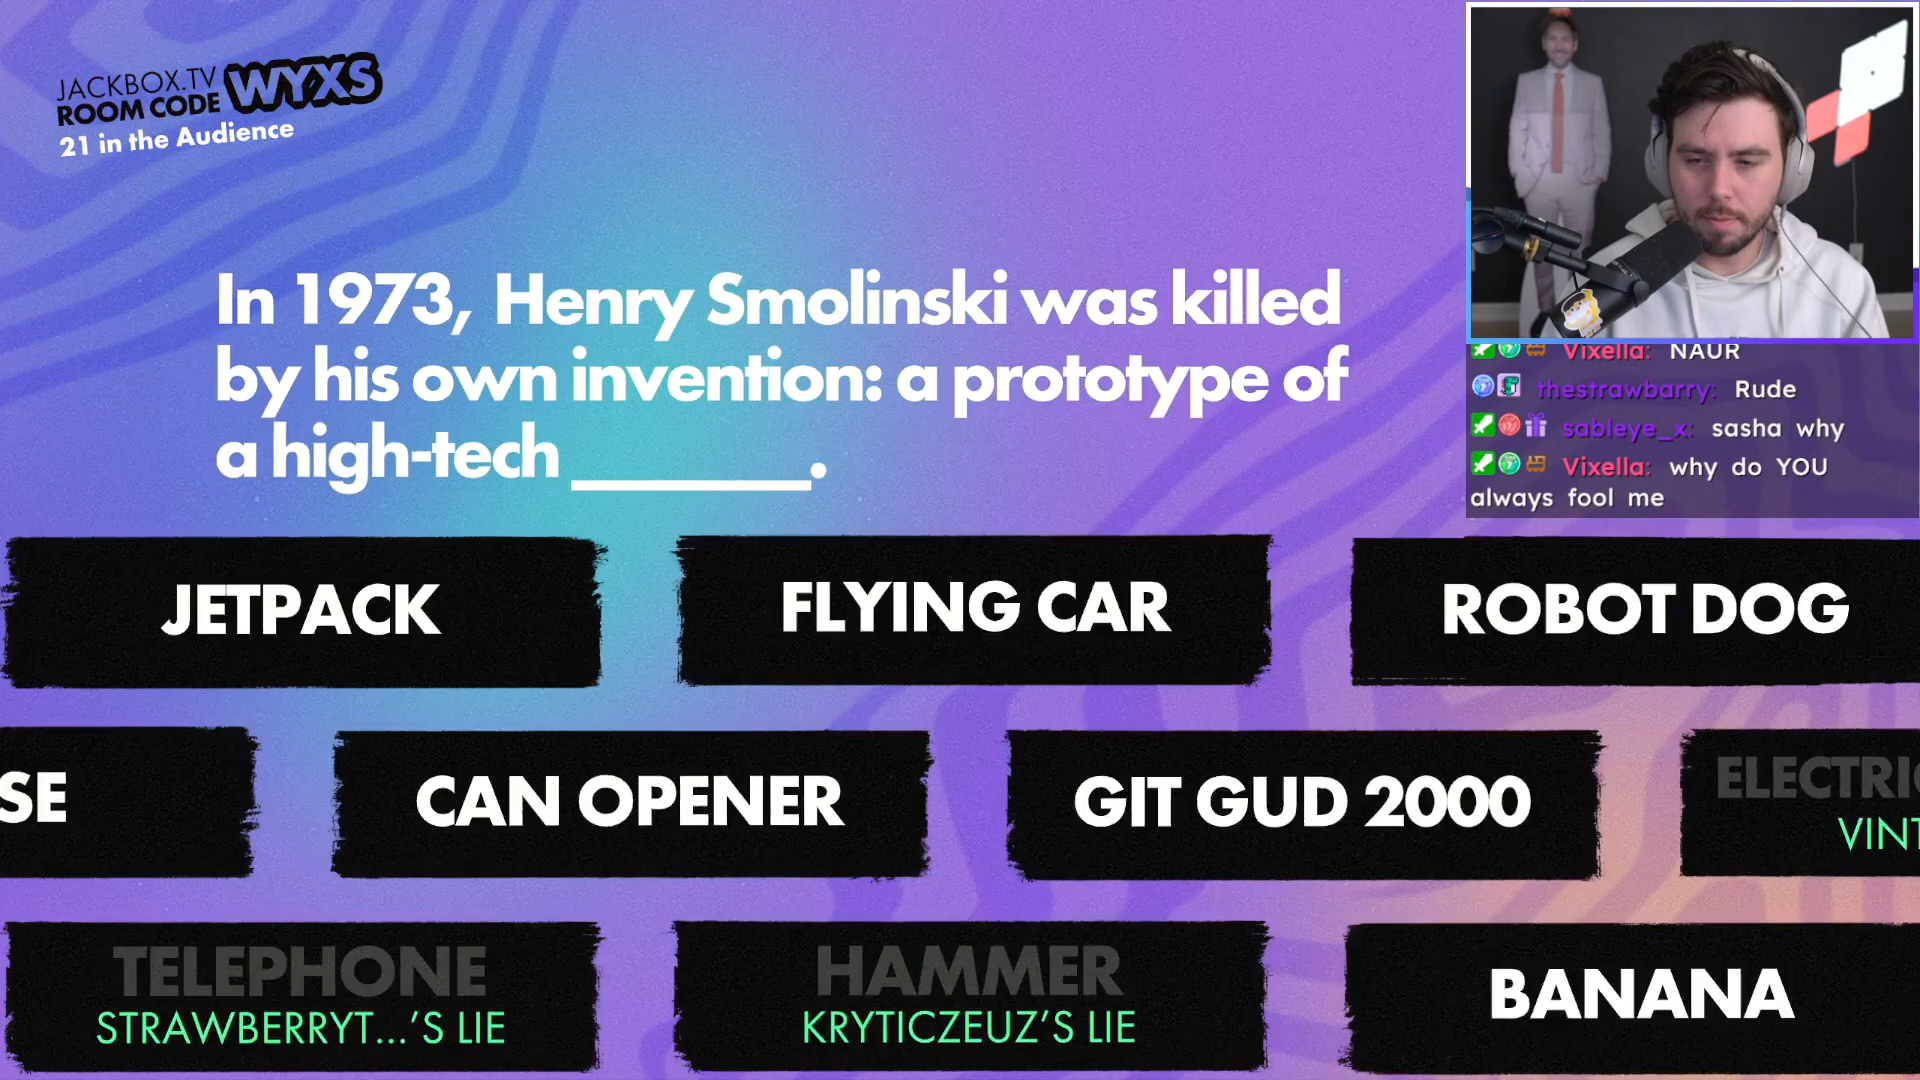 JACKBOX.TV
ROOM CODE WYXS
21 in the Audience
In 1973, Henry Smolinski was killed
by his own invention: a prototype of
a high-tech ________.
JETPACK
FLYING CAR
ROBOT DOG
SE
CAN OPENER
GIT GUD 2000
ELECTRIC
VINT
TELEPHONE
STRAWBERRYT...'S LIE
HAMMER
KRYTICZEUZ'S LIE
BANANA
Vixella: NAUR
thestrawbarry: Rude
sableye_x: sasha why
Vixella: why do YOU
always fool me